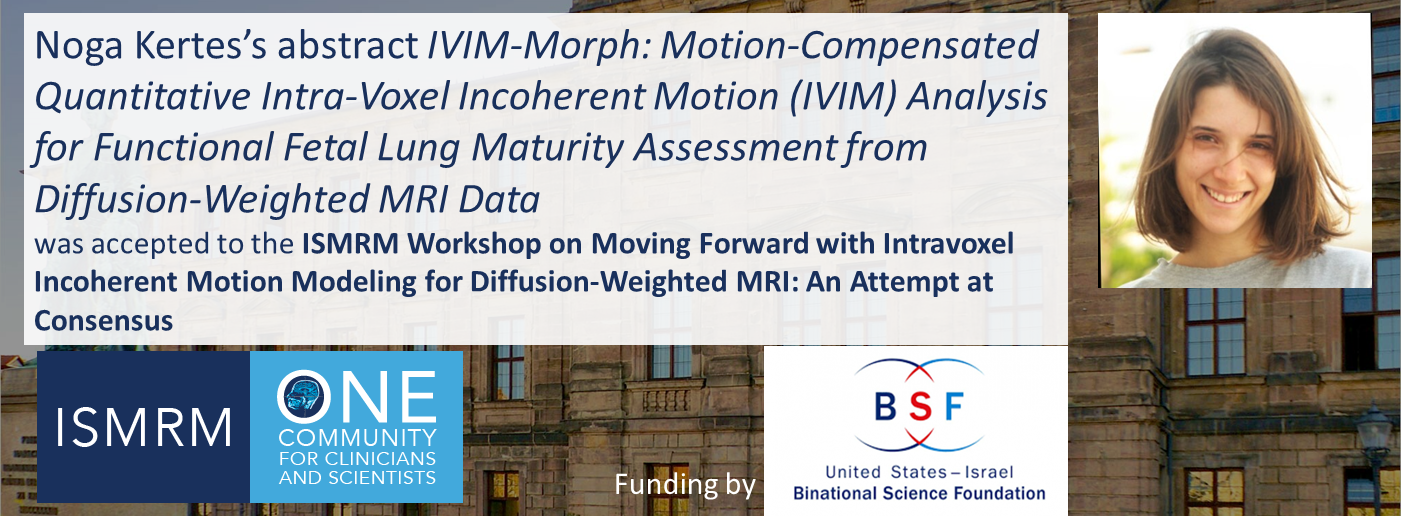 Noga Kertes's abstract IVIM-Morph: Motion-Compensated
Quantitative Intra-Voxel Incoherent Motion (IVIM) Analysis
for Functional Fetal Lung Maturity Assessment from
Diffusion-Weighted MRI Data
was accepted to the ISMRM Workshop on Moving Forward with Intravoxel
Incoherent Motion Modeling for Diffusion-Weighted MRI: An Attempt at
Consensus
ISMRM
ONE
COMMUNITY
FOR CLINICIANS
AND SCIENTISTS
Funding by
BSF
United States–Israel
Binational Science Foundation